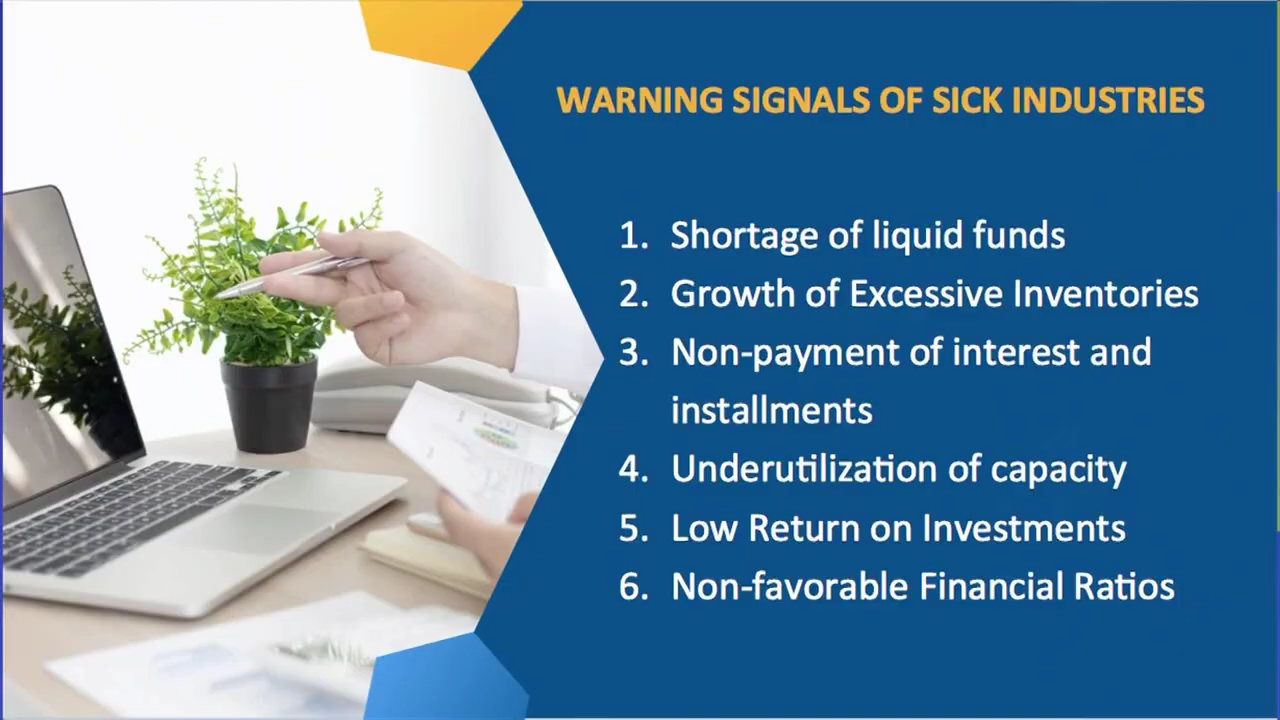 WARNING SIGNALS OF SICK INDUSTRIES
1. Shortage of liquid funds
2. Growth of Excessive Inventories
3. Non-payment of interest and
installments
4. Underutilization of capacity
5. Low Return on Investments
6. Non-favorable Financial Ratios